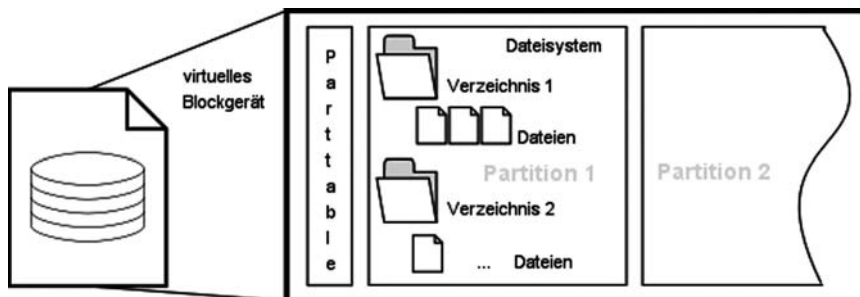 virtuelles
Blockgerät
Parttable
Dateisystem
Verzeichnis 1
Dateien
Partition 1
Verzeichnis 2
... Dateien
Partition 2